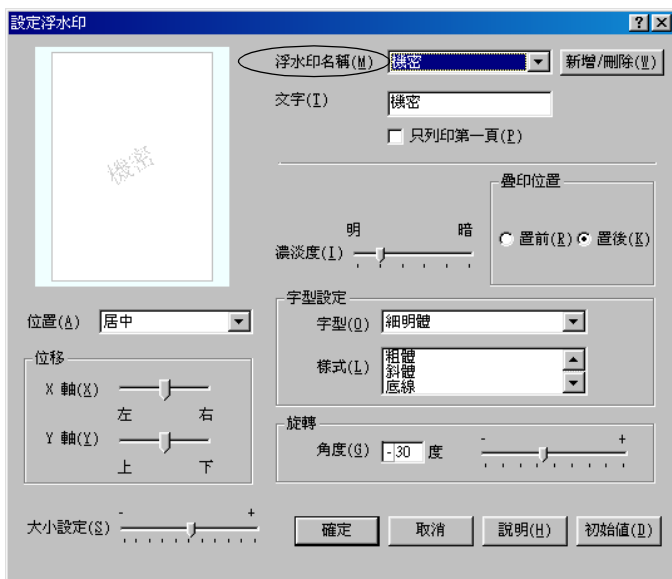 設定浮水印
浮水印名稱(M) 機密 新增/刪除(W)
文字(T) 機密
只列印第一頁(P)
機密
疊印位置
明 暗
濃淡度(I)
置前(R) 置後(K)
位置(A) 居中
字型設定
字型(O) 細明體
樣式(L) 粗體
斜體
底線
位移
X 軸(X)
左 右
Y 軸(Y)
上 下
旋轉
角度(G) -30 度 - +
大小設定(S) - +
確定 取消 說明(H) 初始值(D)